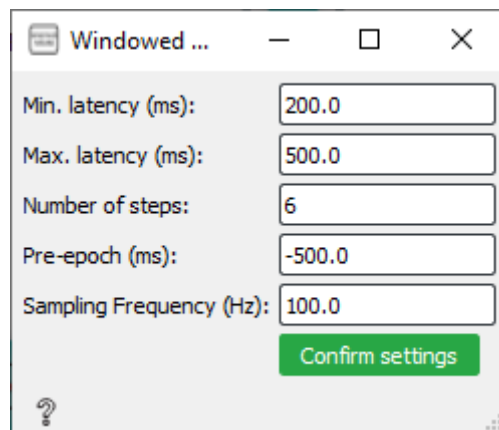 Windowed ...
Min. latency (ms): 200.0
Max. latency (ms): 500.0
Number of steps: 6
Pre-epoch (ms): -500.0
Sampling Frequency (Hz): 100.0
Confirm settings
?